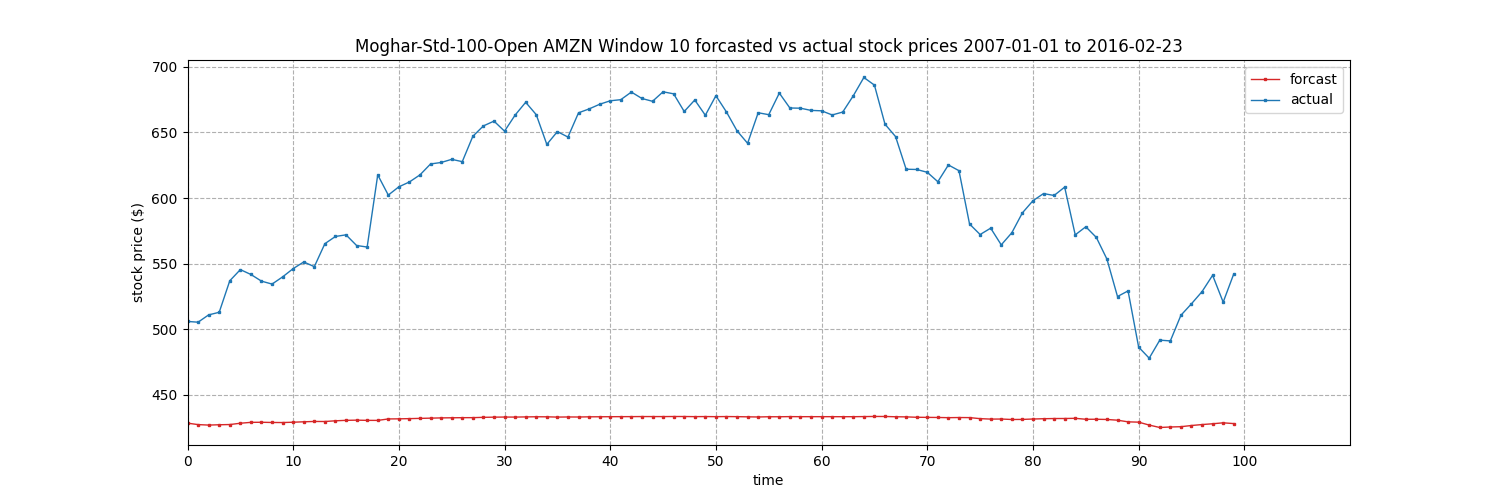 Moghar-Std-100-Open AMZN Window 10 forcasted vs actual stock prices 2007-01-01 to 2016-02-23
forcast
actual
700
650
600
550
500
450
stock price ($)
0 10 20 30 40 50 60 70 80 90 100
time